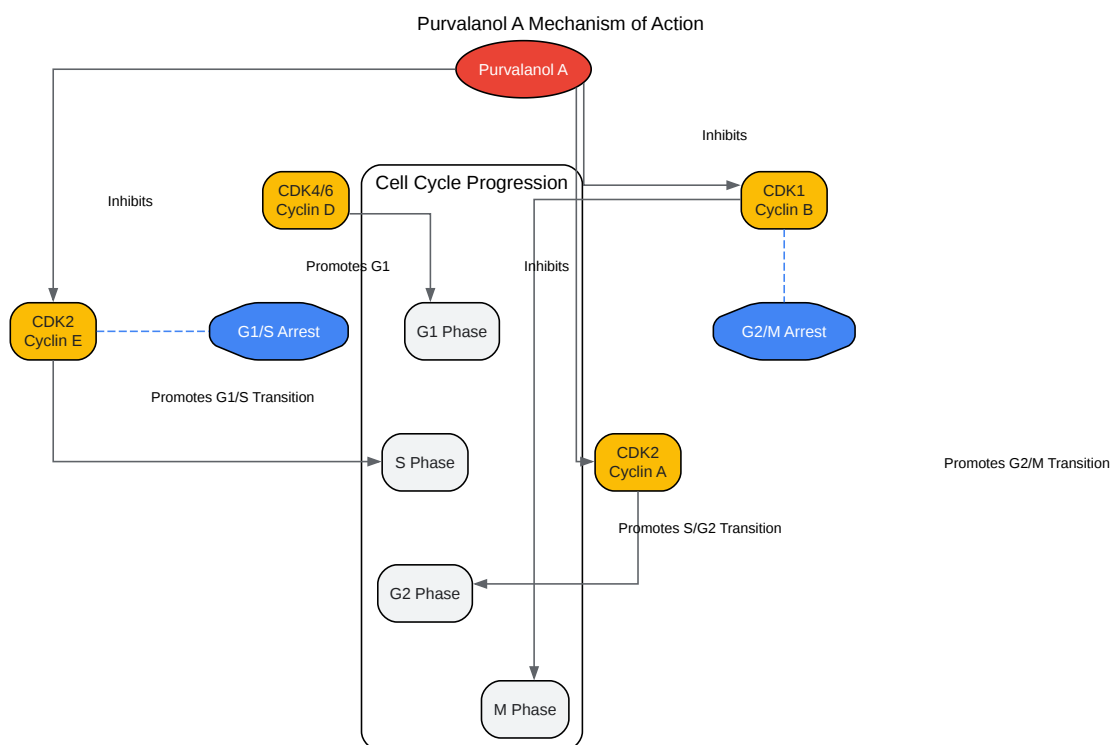 Purvalanol A Mechanism of Action
Purvalanol A
Inhibits
Cell Cycle Progression
CDK4/6
Cyclin D
CDK1
Cyclin B
Inhibits
Promotes G1
Inhibits
CDK2
Cyclin E
G1/S Arrest
G1 Phase
G2/M Arrest
Promotes G1/S Transition
S Phase
CDK2
Cyclin A
Promotes G2/M Transition
Promotes S/G2 Transition
G2 Phase
M Phase